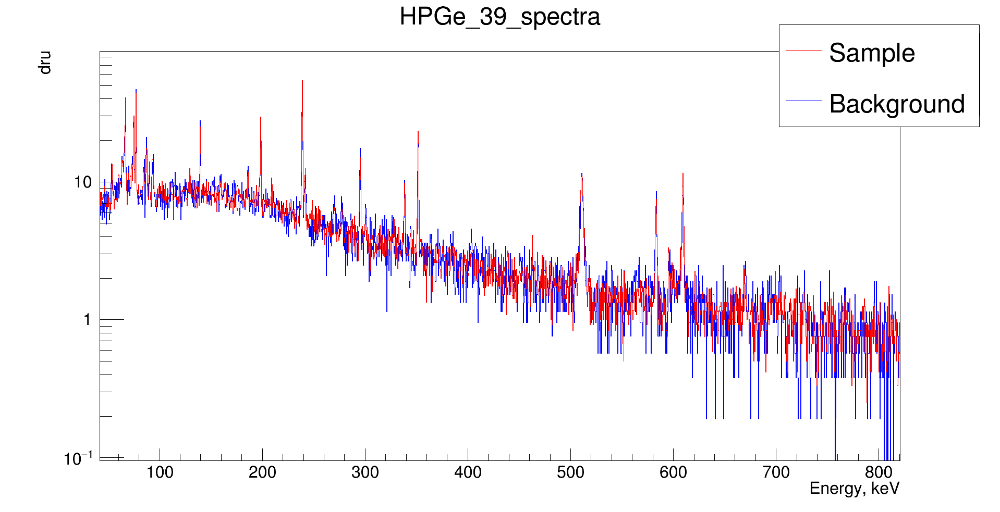 HPGe_39_spectra
dru
Sample
Background
10
1
10⁻¹
100 200 300 400 500 600 700 800
Energy, keV